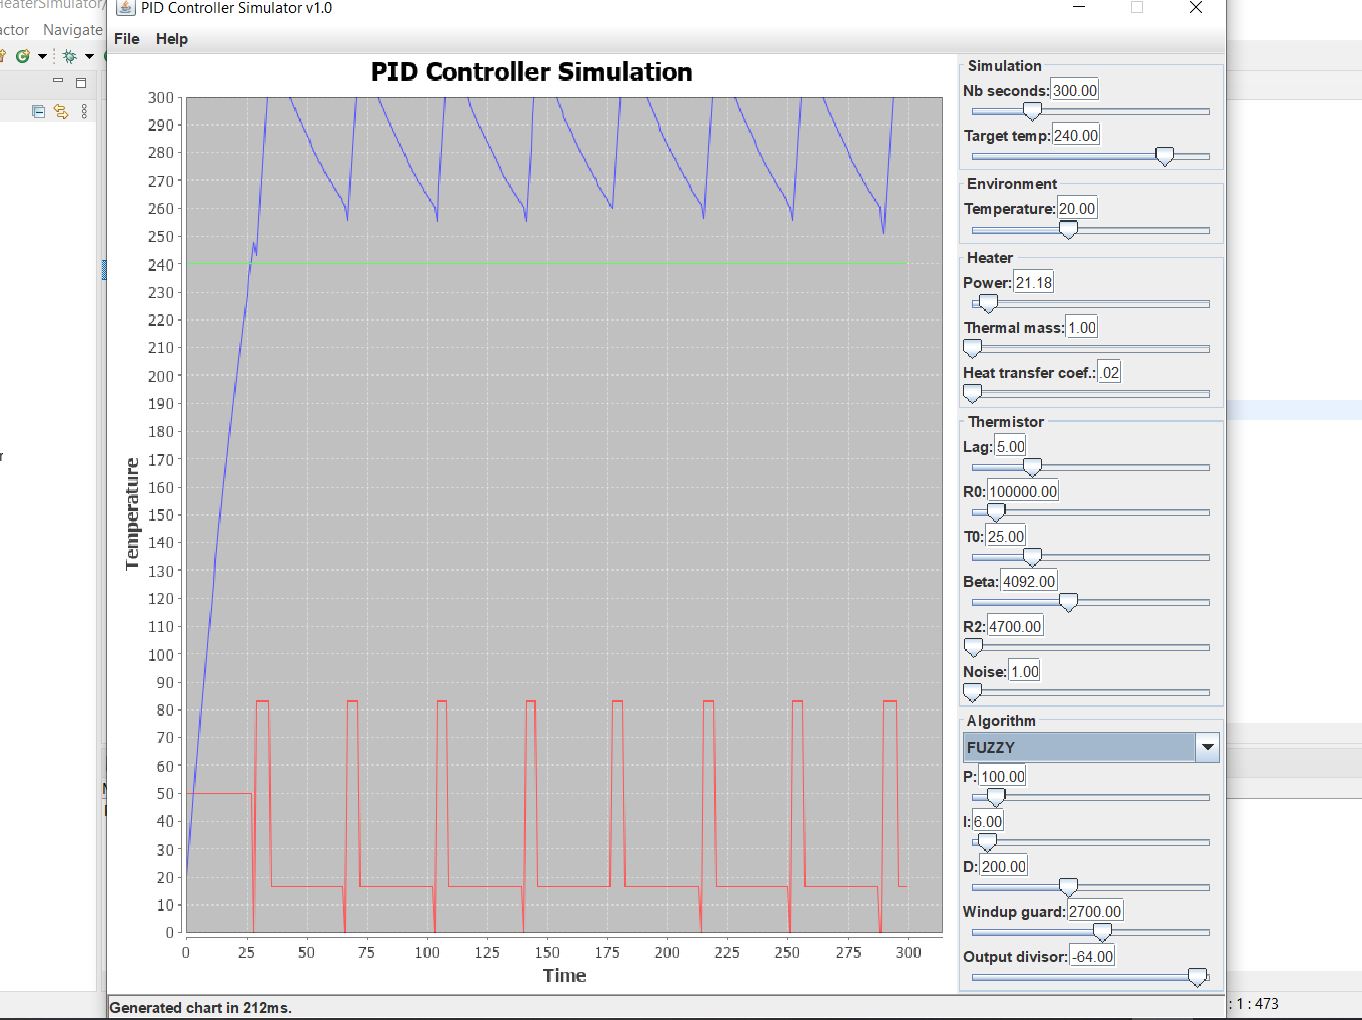 HeaterSimulator/
actor Navigate
PID Controller Simulator v1.0
File Help
PID Controller Simulation
300
290
280
270
260
250
240
230
220
210
200
190
180
170
160
150
140
130
120
110
100
90
80
70
60
50
40
30
20
10
0
Temperature
0 25 50 75 100 125 150 175 200 225 250 275 300
Time
Simulation
Nb seconds: 300.00
Target temp: 240.00
Environment
Temperature: 20.00
Heater
Power: 21.18
Thermal mass: 1.00
Heat transfer coef.: .02
Thermistor
Lag: 5.00
R0: 100000.00
T0: 25.00
Beta: 4092.00
R2: 4700.00
Noise: 1.00
Algorithm
FUZZY
P: 100.00
I: 6.00
D: 200.00
Windup guard: 2700.00
Output divisor: -64.00
Generated chart in 212ms.
: 1 : 473